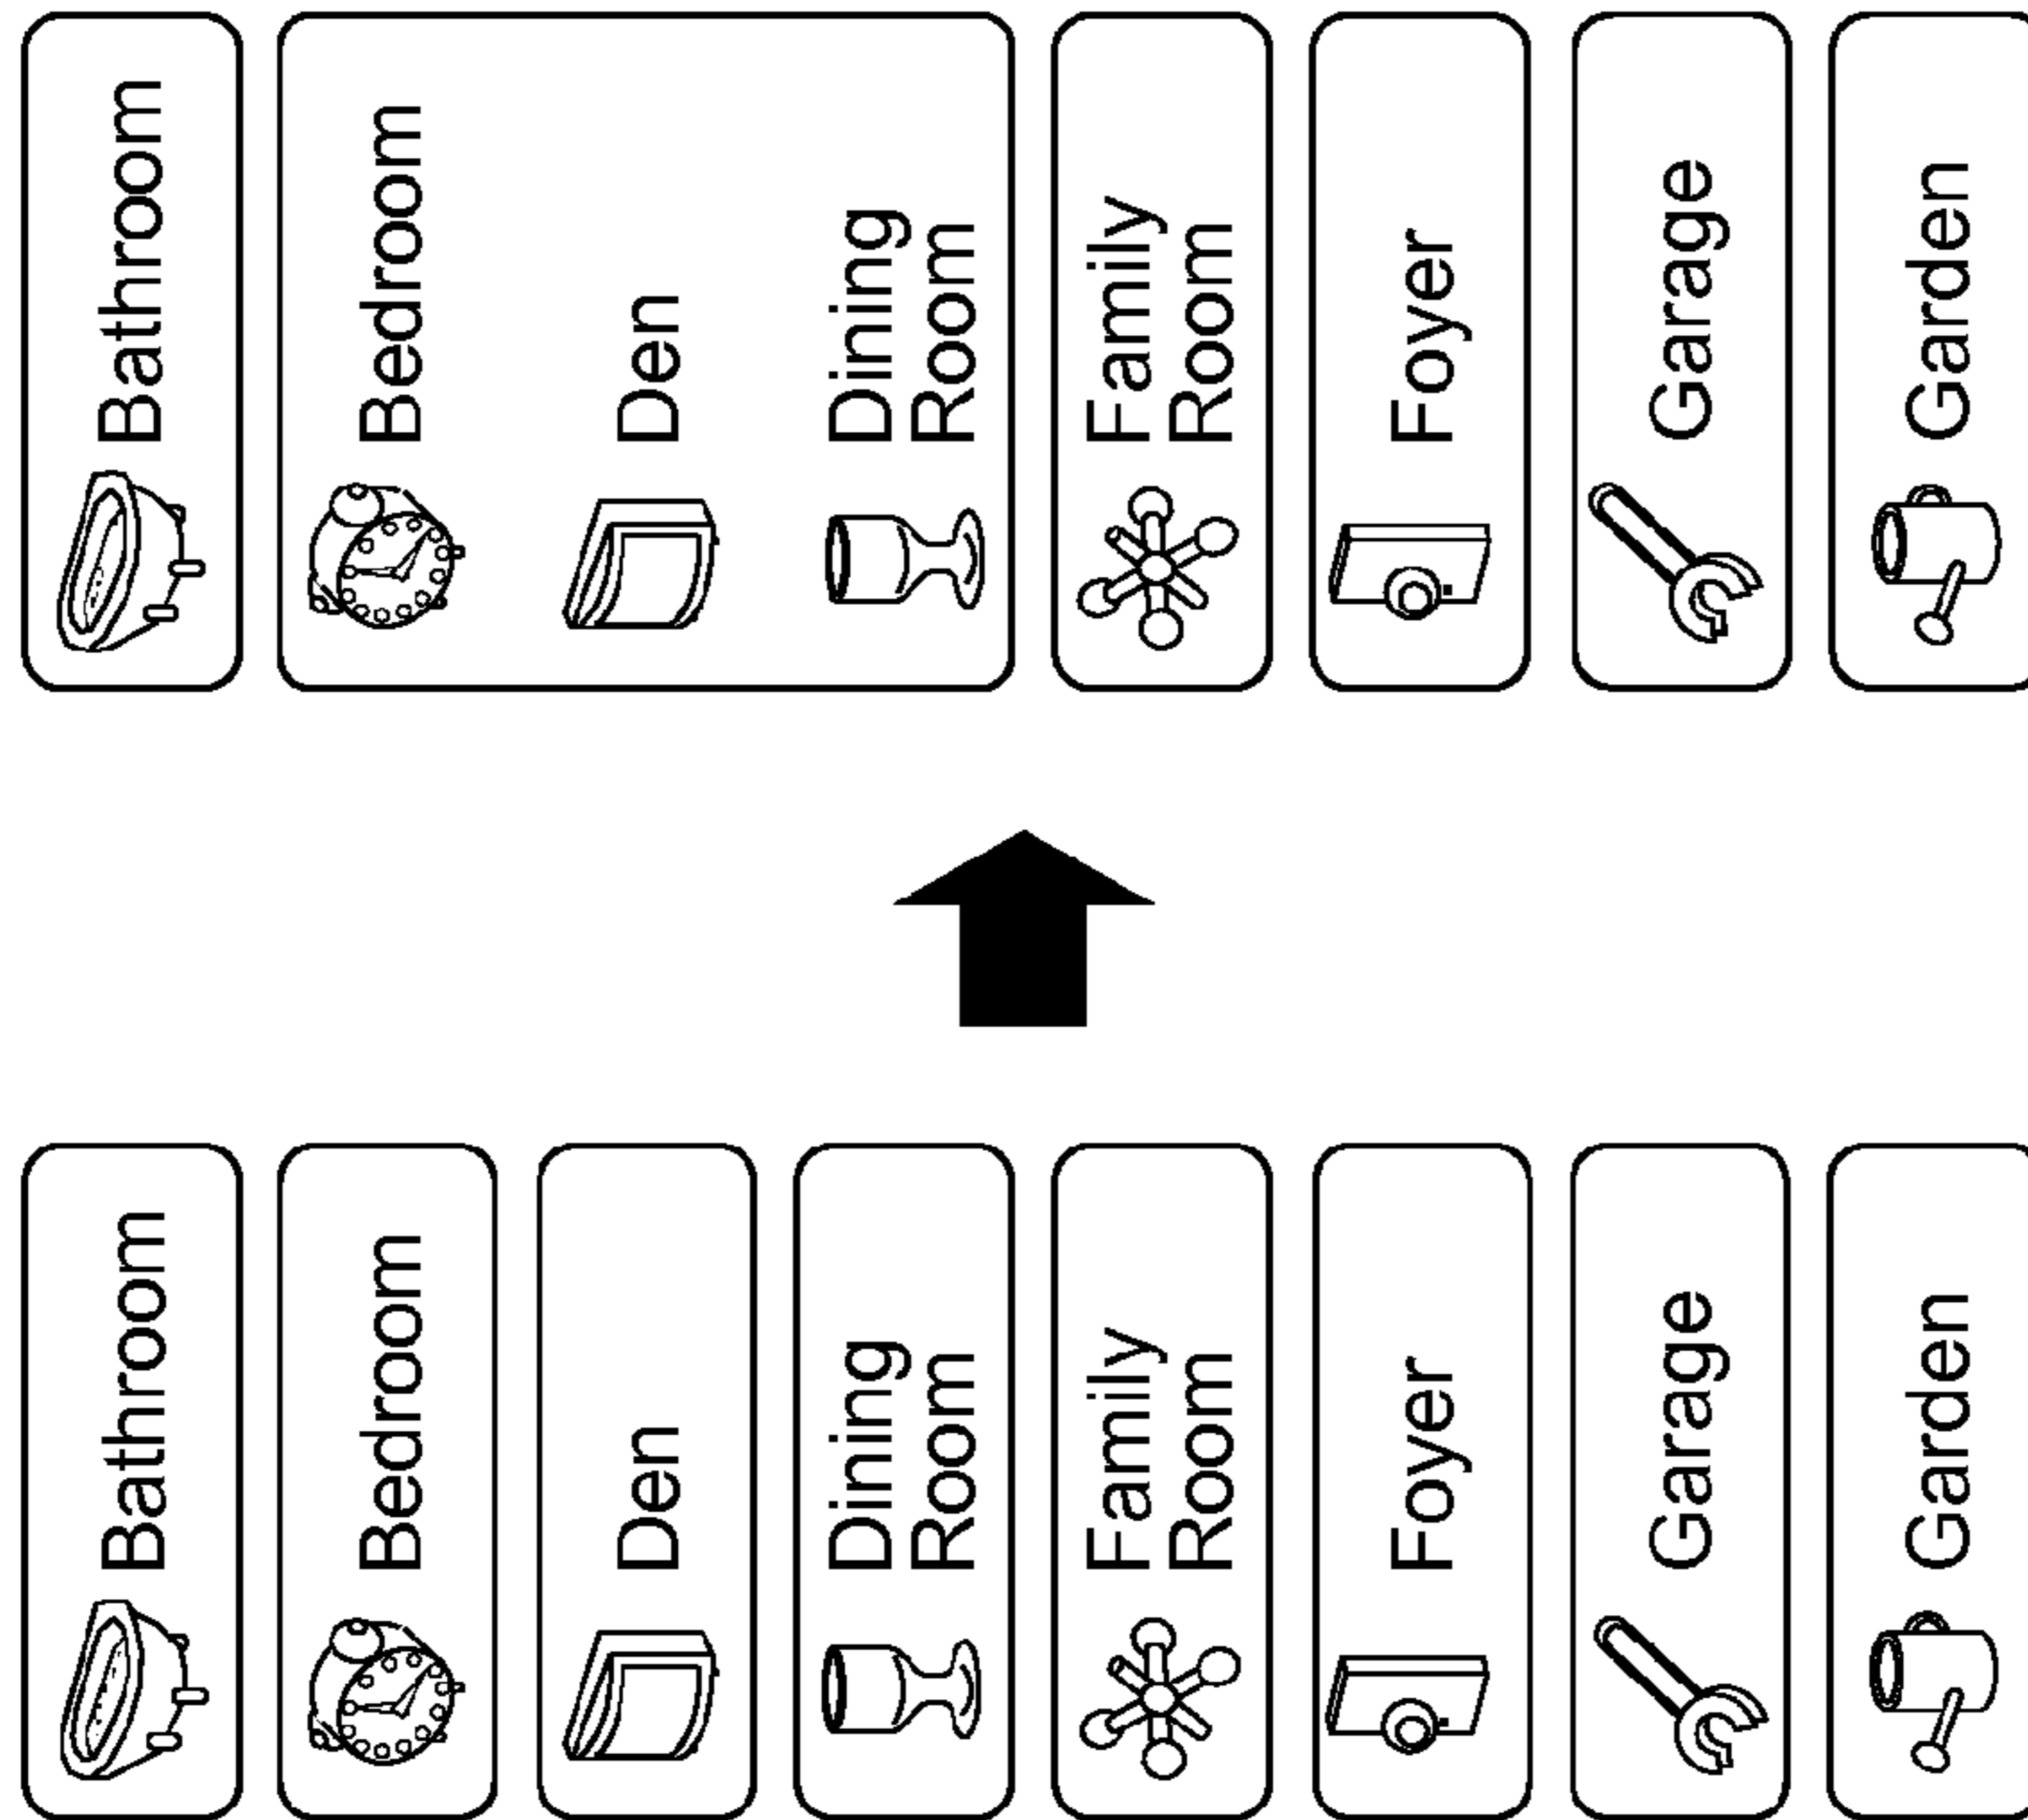 Bathroom
Bedroom
Den
Dining
Room
Family
Room
Foyer
Garage
Garden
Bathroom
Bedroom
Den
Dining
Room
Family
Room
Foyer
Garage
Garden